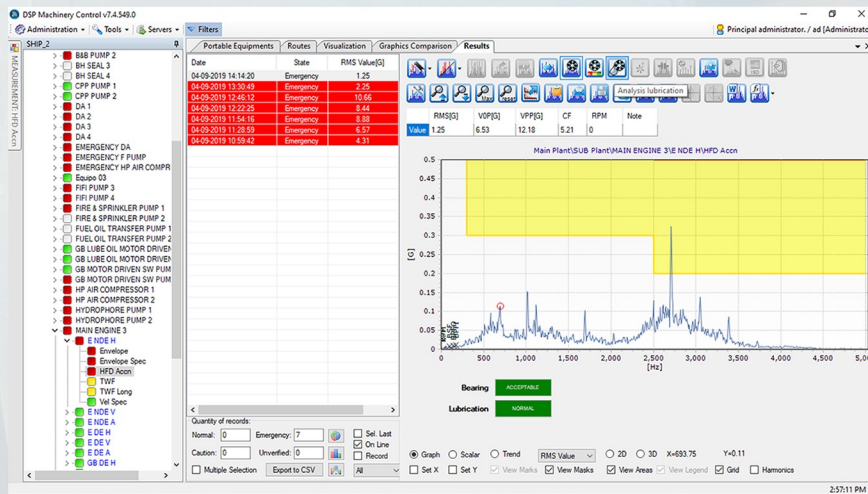 DSP Machinery Control v7.4.549.0
Administration Tools Servers Filters Principal administrator. / ad [Administrato
MEASUREMENT HFD Accn
SHIP_2
B&B PUMP 2
BH SEAL 3
BH SEAL 4
CPP PUMP 1
CPP PUMP 2
DA 1
DA 2
DA 3
DA 4
EMERGENCY DA
EMERGENCY F PUMP
EMERGENCY HP AIR COMPR
Equipo 03
FIFI PUMP 3
FIFI PUMP 4
FIRE & SPRINKLER PUMP 1
FIRE & SPRINKLER PUMP 2
FUEL OIL TRANSFER PUMP 1
FUEL OIL TRANSFER PUMP 2
GB LUBE OIL MOTOR DRIVEN
GB LUBE OIL MOTOR DRIVEN
GB MOTOR DRIVEN SW PUM
GB MOTOR DRIVEN SW PUM
HP AIR COMPRESSOR 1
HP AIR COMPRESSOR 2
HYDROPHORE PUMP 1
HYDROPHORE PUMP 2
MAIN ENGINE 3
E NDE H
Envelope
Envelope Spec
HFD Accn
TWF
TWF Long
Vel Spec
E NDE V
E NDE A
E DE H
E DE V
E DE A
GB DE H
Portable Equipments Routes Visualization Graphics Comparison Results
Date State RMS Value[G]
04-09-2019 14:14:20 Emergency 1.25
04-09-2019 13:30:49 Emergency 2.25
04-09-2019 12:46:12 Emergency 10.66
04-09-2019 12:22:25 Emergency 8.44
04-09-2019 11:54:16 Emergency 8.88
04-09-2019 11:28:59 Emergency 6.57
04-09-2019 10:59:42 Emergency 4.31
Quantity of records:
Normal: 0 Emergency: 7 Sel. Last
On Line
Caution: 0 Unverified: 0 Record
Multiple Selection Export to CSV All
Analysis lubrication
RMS[G] V0P[G] VPP[G] CF RPM Note
Value 1.25 6.53 12.18 5.21 0
Main Plant\SUB Plant\MAIN ENGINE 3\E NDE H\HFD Accn
0.5
0.45
0.4
0.35
0.3
0.25
0.2
0.15
0.1
0.05
0
[G]
0 500 1,000 1,500 2,000 2,500 3,000 3,500 4,000 4,500 5,0
[Hz]
Bearing ACCEPTABLE
Lubrication NORMAL
Graph Scalar Trend RMS Value 2D 3D X=693.75 Y=0.11
Set X Set Y View Marks View Masks View Areas View Legend Grid Harmonics
2:57:11 PM